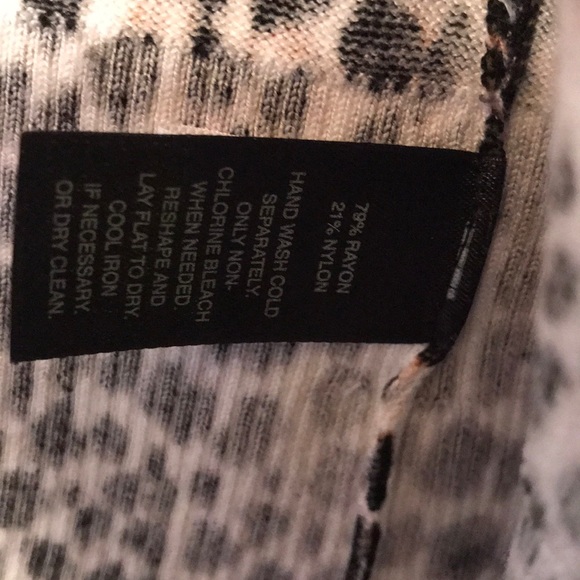 79% RAYON
21% NYLON
HAND WASH COLD
SEPARATELY.
ONLY NON-
CHLORINE BLEACH
WHEN NEEDED.
RESHAPE AND
LAY FLAT TO DRY.
COOL IRON
IF NECESSARY.
OR DRY CLEAN.